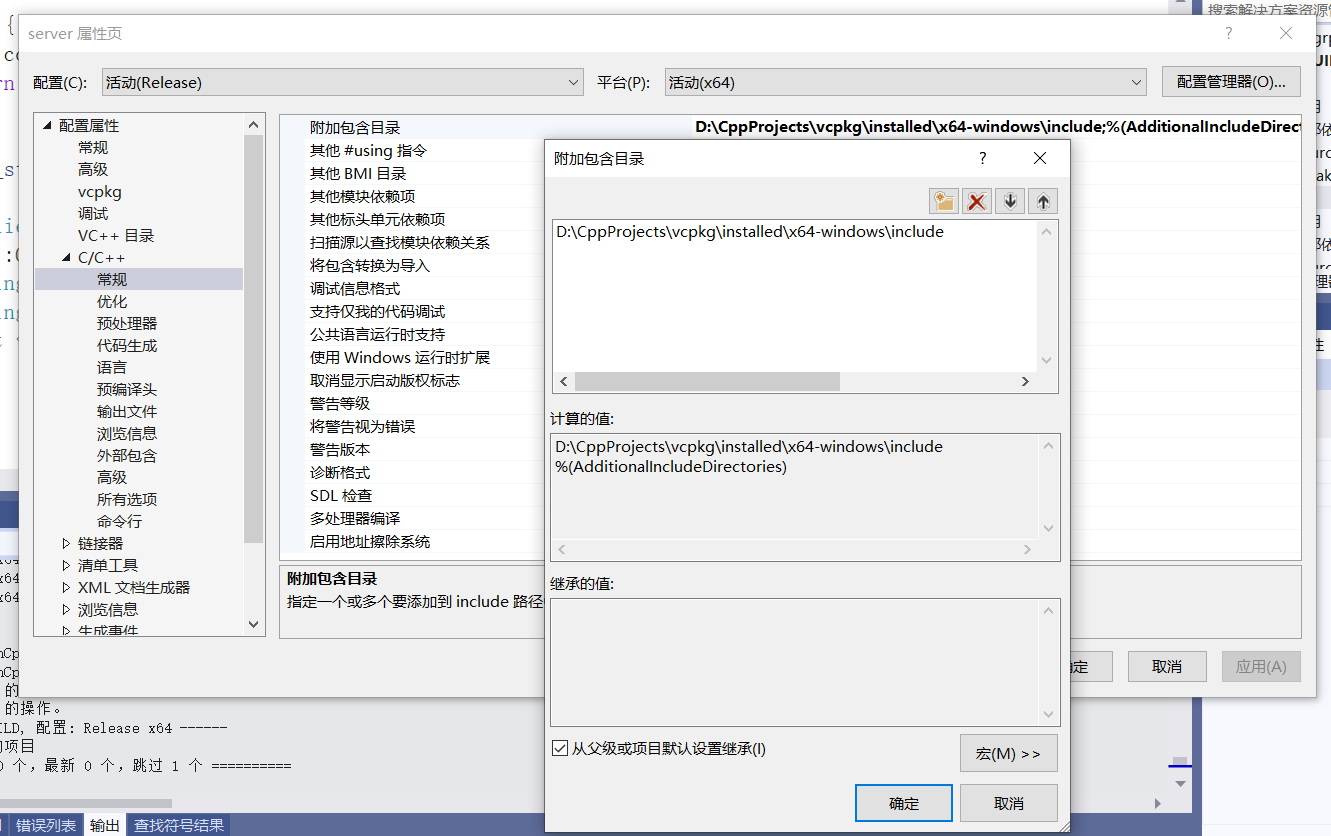 搜索解决方案资源管
server 属性页
?
配置(C):
活动(Release)
平台(P):
活动(x64)
配置管理器(O)...
配置属性
常规
高级
vcpkg
调试
VC++ 目录
C/C++
常规
优化
预处理器
代码生成
语言
预编译头
输出文件
浏览信息
外部包含
高级
所有选项
命令行
链接器
清单工具
XML 文档生成器
浏览信息
生成事件
附加包含目录
D:\CppProjects\vcpkg\installed\x64-windows\include;%(AdditionalIncludeDirect
其他 #using 指令
其他 BMI 目录
其他模块依赖项
其他标头单元依赖项
扫描源以查找模块依赖关系
将包含转换为导入
调试信息格式
支持仅我的代码调试
公共语言运行时支持
使用 Windows 运行时扩展
取消显示启动版权标志
警告等级
将警告视为错误
警告版本
诊断格式
SDL 检查
多处理器编译
启用地址擦除系统
附加包含目录
指定一个或多个要添加到 include 路径
附加包含目录
?
D:\CppProjects\vcpkg\installed\x64-windows\include
计算的值:
D:\CppProjects\vcpkg\installed\x64-windows\include
%(AdditionalIncludeDirectories)
继承的值:
从父级或项目默认设置继承(I)
宏(M) >>
确定
取消
定
取消
应用(A)
的
的操作。
ILD, 配置: Release x64 ------
项目
0 个，最新 0 个，跳过 1 个 ==========
错误列表
输出
查找符号结果